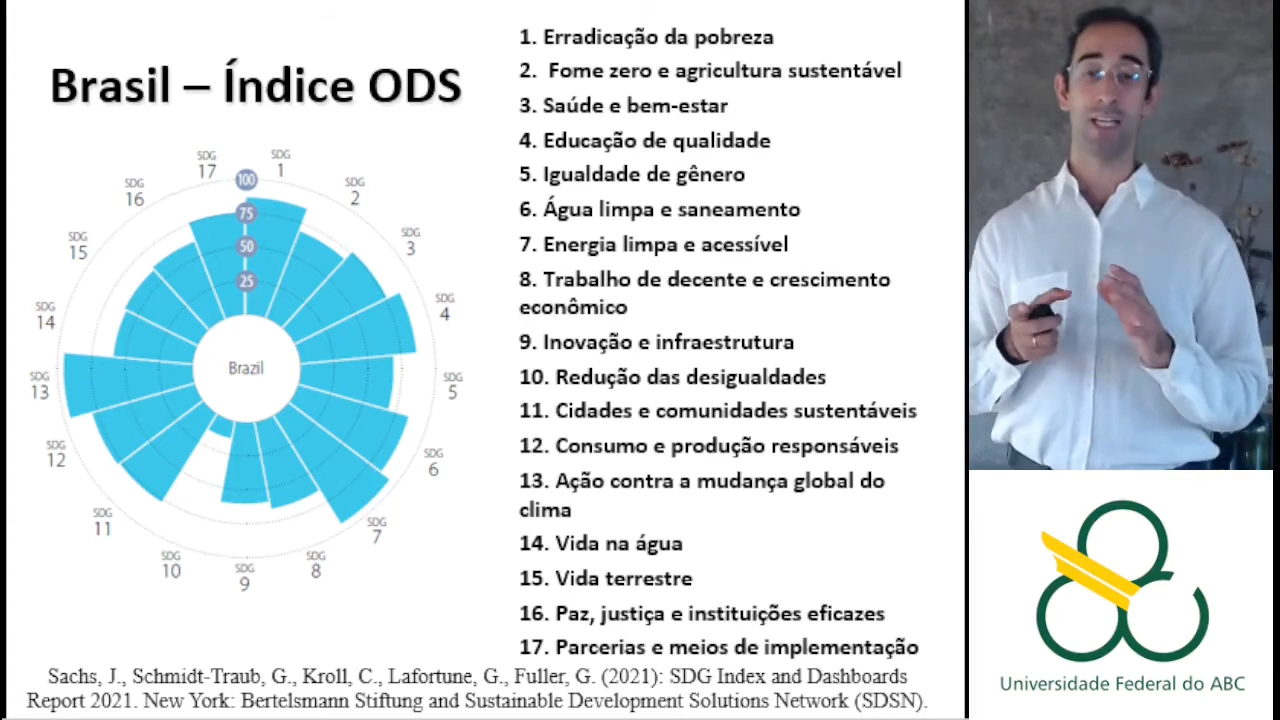 Brasil – Índice ODS
SDG
17
SDG
1
SDG
16
SDG
2
SDG
15
SDG
3
SDG
14
SDG
4
SDG
13
SDG
5
SDG
12
SDG
6
SDG
11
SDG
7
SDG
10
SDG
9
SDG
8
100
75
50
25
Brazil
1. Erradicação da pobreza
2. Fome zero e agricultura sustentável
3. Saúde e bem-estar
4. Educação de qualidade
5. Igualdade de gênero
6. Água limpa e saneamento
7. Energia limpa e acessível
8. Trabalho de decente e crescimento
econômico
9. Inovação e infraestrutura
10. Redução das desigualdades
11. Cidades e comunidades sustentáveis
12. Consumo e produção responsáveis
13. Ação contra a mudança global do
clima
14. Vida na água
15. Vida terrestre
16. Paz, justiça e instituições eficazes
17. Parcerias e meios de implementação
Sachs, J., Schmidt-Traub, G., Kroll, C., Lafortune, G., Fuller, G. (2021): SDG Index and Dashboards
Report 2021. New York: Bertelsmann Stiftung and Sustainable Development Solutions Network (SDSN).
Universidade Federal do ABC